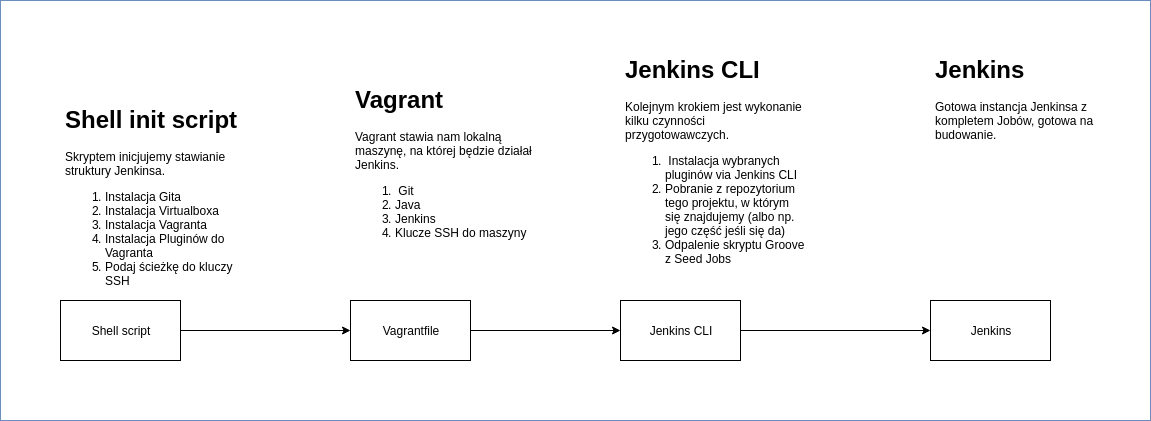 Shell init script
Skryptem inicjujemy stawianie
struktury Jenkinsa.
1. Instalacja Gita
2. Instalacja Virtualboxa
3. Instalacja Vagranta
4. Instalacja Pluginów do
Vagranta
5. Podaj ścieżkę do kluczy
SSH
Shell script
Vagrant
Vagrant stawia nam lokalną
maszynę, na której będzie działał
Jenkins.
1. Git
2. Java
3. Jenkins
4. Klucze SSH do maszyny
Vagrantfile
Jenkins CLI
Kolejnym krokiem jest wykonanie
kilku czynności
przygotowawczych.
1. Instalacja wybranych
pluginów via Jenkins CLI
2. Pobranie z repozytorium
tego projektu, w którym
się znajdujemy (albo np.
jego część jeśli się da)
3. Odpalenie skryptu Groove
z Seed Jobs
Jenkins CLI
Jenkins
Gotowa instancja Jenkinsa z
kompletem Jobów, gotowa na
budowanie.
Jenkins